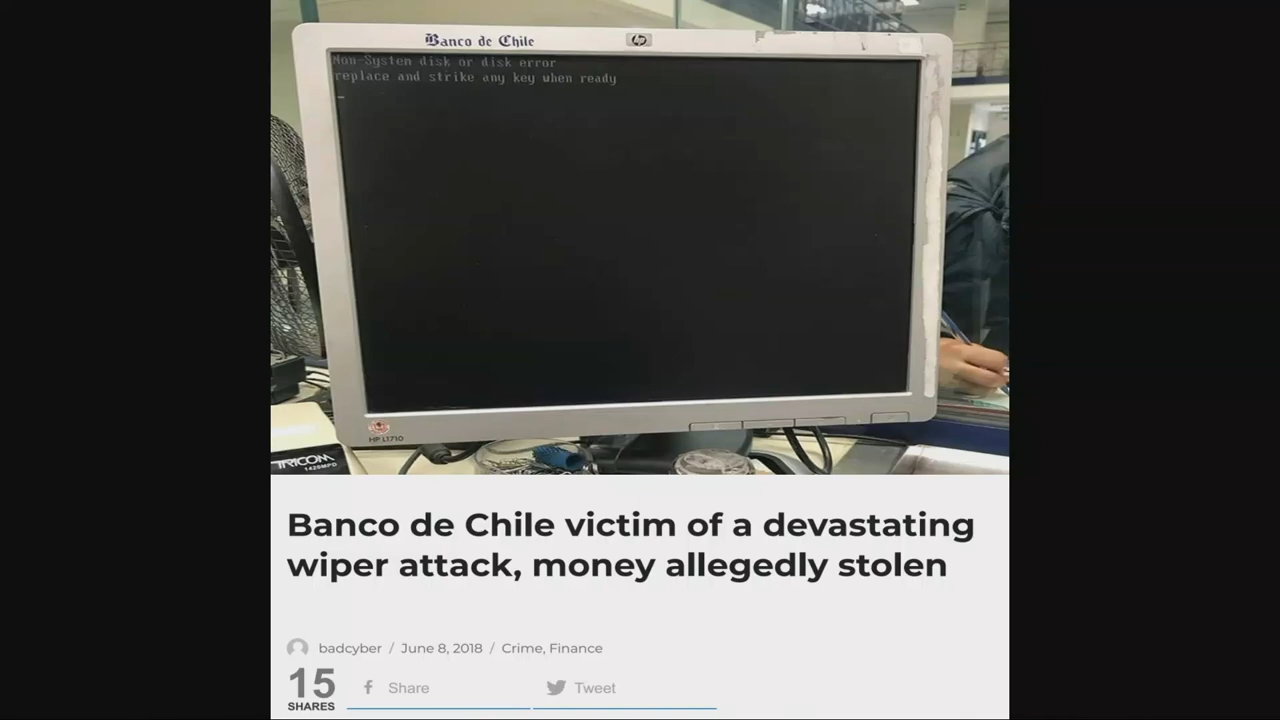 Banco de Chile
hp
Non-System disk or disk error
replace and strike any key when ready
HP L1710
TRICOM
1428MPD
Banco de Chile victim of a devastating
wiper attack, money allegedly stolen
badcyber / June 8, 2018 / Crime, Finance
15
SHARES
Share
Tweet